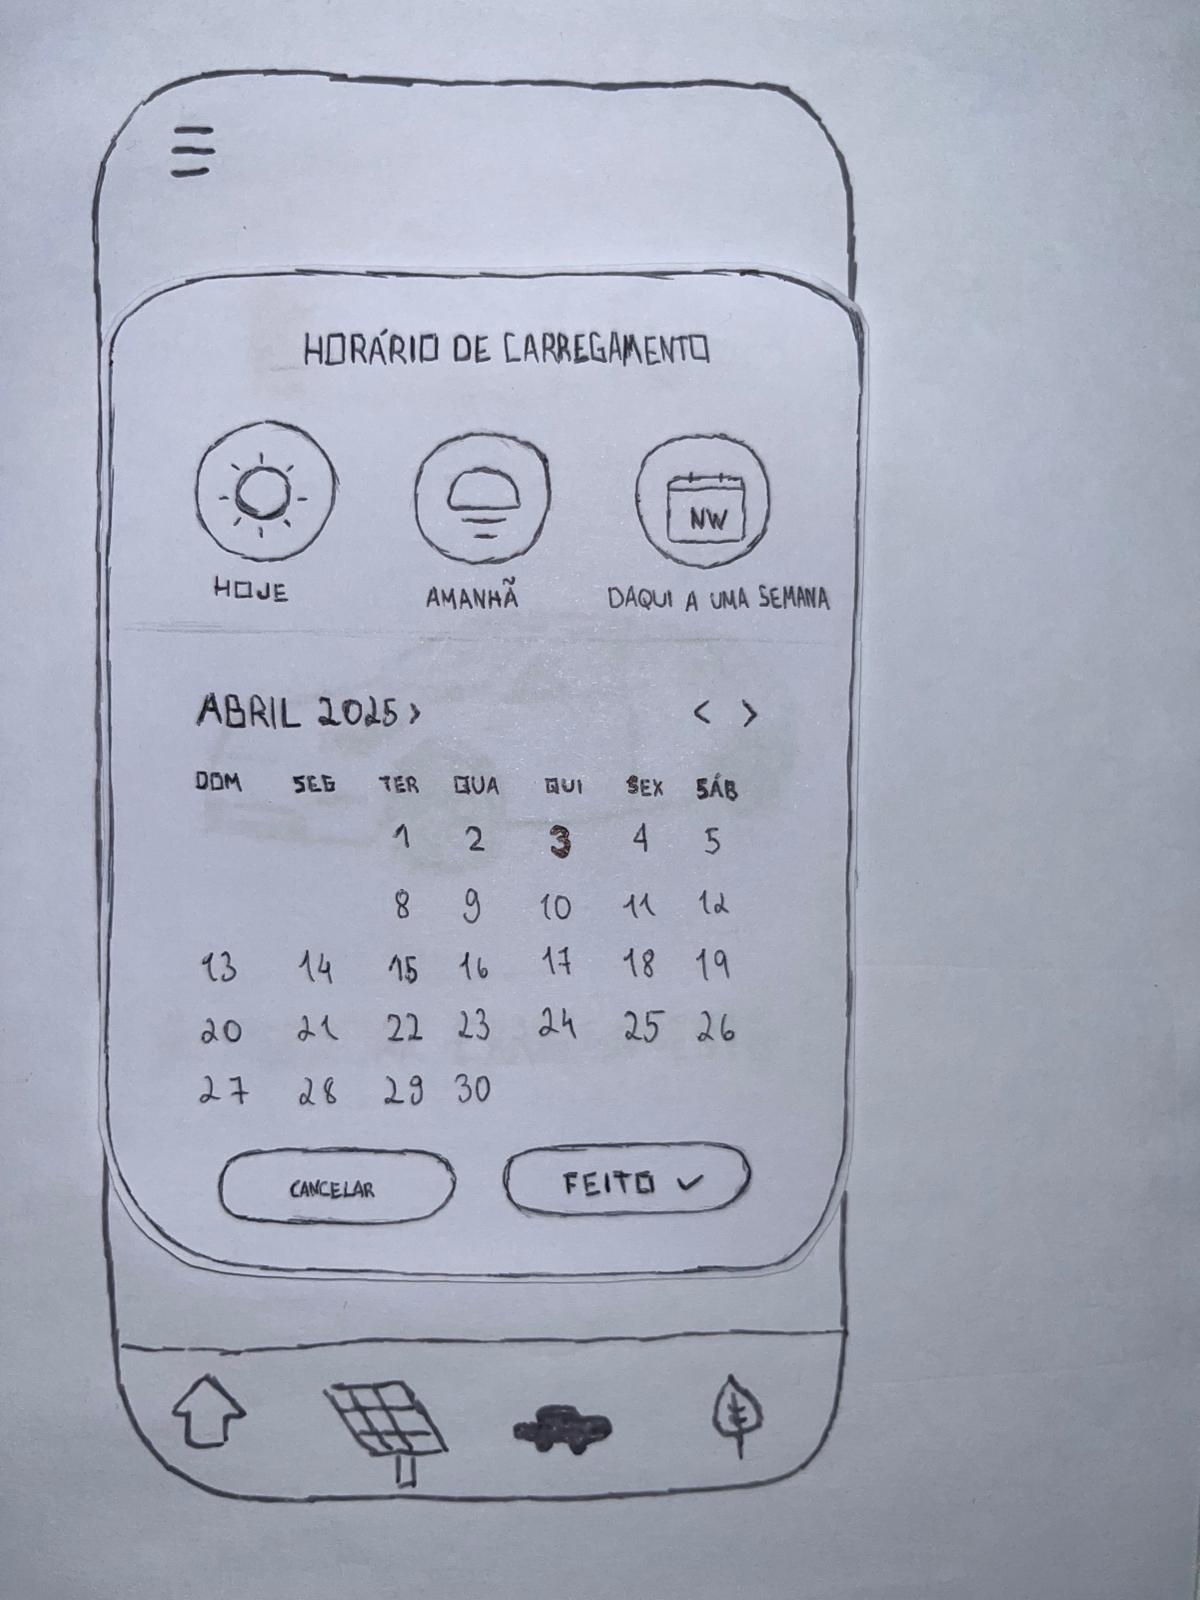 HORÁRIO DE CARREGAMENTO
NW
HOJE AMANHÃ DAQUI A UMA SEMANA
ABRIL 2025 > < >
DOM SEG TER QUA QUI SEX SÁB
1 2 3 4 5
8 9 10 11 12
13 14 15 16 17 18 19
20 21 22 23 24 25 26
27 28 29 30
CANCELAR FEITO ✓